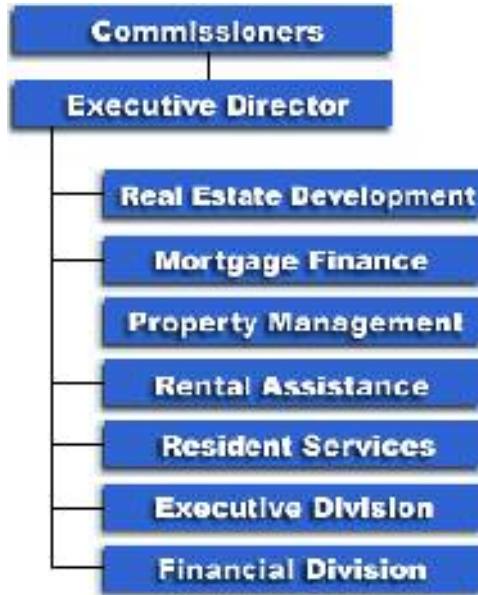 Commissioners
Executive Director
Real Estate Development
Mortgage Finance
Property Management
Rental Assistance
Resident Services
Executive Division
Financial Division